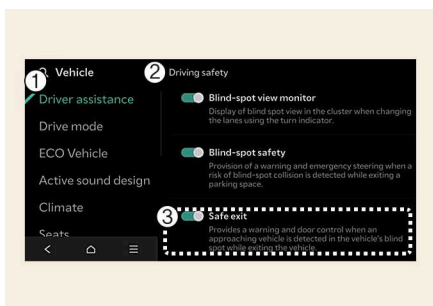 1
Vehicle
2
Driving safety
Driver assistance
Drive mode
ECO Vehicle
Active sound design
Climate
Seats
Blind-spot view monitor
Display of blind spot view in the cluster when changing
the lanes using the turn indicator.
Blind-spot safety
Provision of a warning and emergency steering when a
risk of blind-spot collision is detected while exiting a
parking space.
3
Safe exit
Provides a warning and door control when an
approaching vehicle is detected in the vehicle's blind
spot while exiting the vehicle.